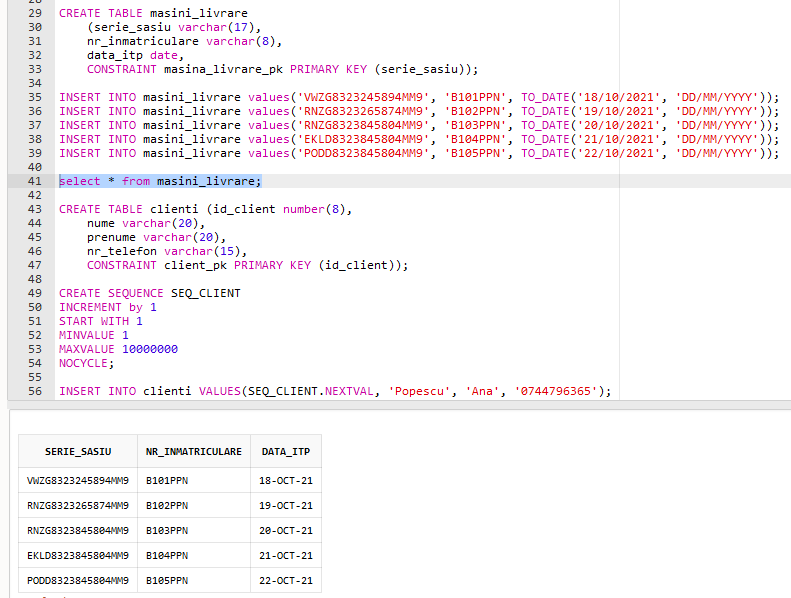 29 CREATE TABLE masini_livrare
30 (serie_sasiu varchar(17),
31 nr_inmatriculare varchar(8),
32 data_itp date,
33 CONSTRAINT masina_livrare_pk PRIMARY KEY (serie_sasiu));
34
35 INSERT INTO masini_livrare values('VWZG8323245894MM9', 'B101PPN', TO_DATE('18/10/2021', 'DD/MM/YYYY'));
36 INSERT INTO masini_livrare values('RNZG8323265874MM9', 'B102PPN', TO_DATE('19/10/2021', 'DD/MM/YYYY'));
37 INSERT INTO masini_livrare values('RNZG8323845804MM9', 'B103PPN', TO_DATE('20/10/2021', 'DD/MM/YYYY'));
38 INSERT INTO masini_livrare values('EKLD8323845804MM9', 'B104PPN', TO_DATE('21/10/2021', 'DD/MM/YYYY'));
39 INSERT INTO masini_livrare values('PODD8323845804MM9', 'B105PPN', TO_DATE('22/10/2021', 'DD/MM/YYYY'));
40
41 select * from masini_livrare;
42
43 CREATE TABLE clienti (id_client number(8),
44 nume varchar(20),
45 prenume varchar(20),
46 nr_telefon varchar(15),
47 CONSTRAINT client_pk PRIMARY KEY (id_client));
48
49 CREATE SEQUENCE SEQ_CLIENT
50 INCREMENT by 1
51 START WITH 1
52 MINVALUE 1
53 MAXVALUE 10000000
54 NOCYCLE;
55
56 INSERT INTO clienti VALUES(SEQ_CLIENT.NEXTVAL, 'Popescu', 'Ana', '0744796365');
SERIE_SASIU NR_INMATRICULARE DATA_ITP
VWZG8323245894MM9 B101PPN 18-OCT-21
RNZG8323265874MM9 B102PPN 19-OCT-21
RNZG8323845804MM9 B103PPN 20-OCT-21
EKLD8323845804MM9 B104PPN 21-OCT-21
PODD8323845804MM9 B105PPN 22-OCT-21